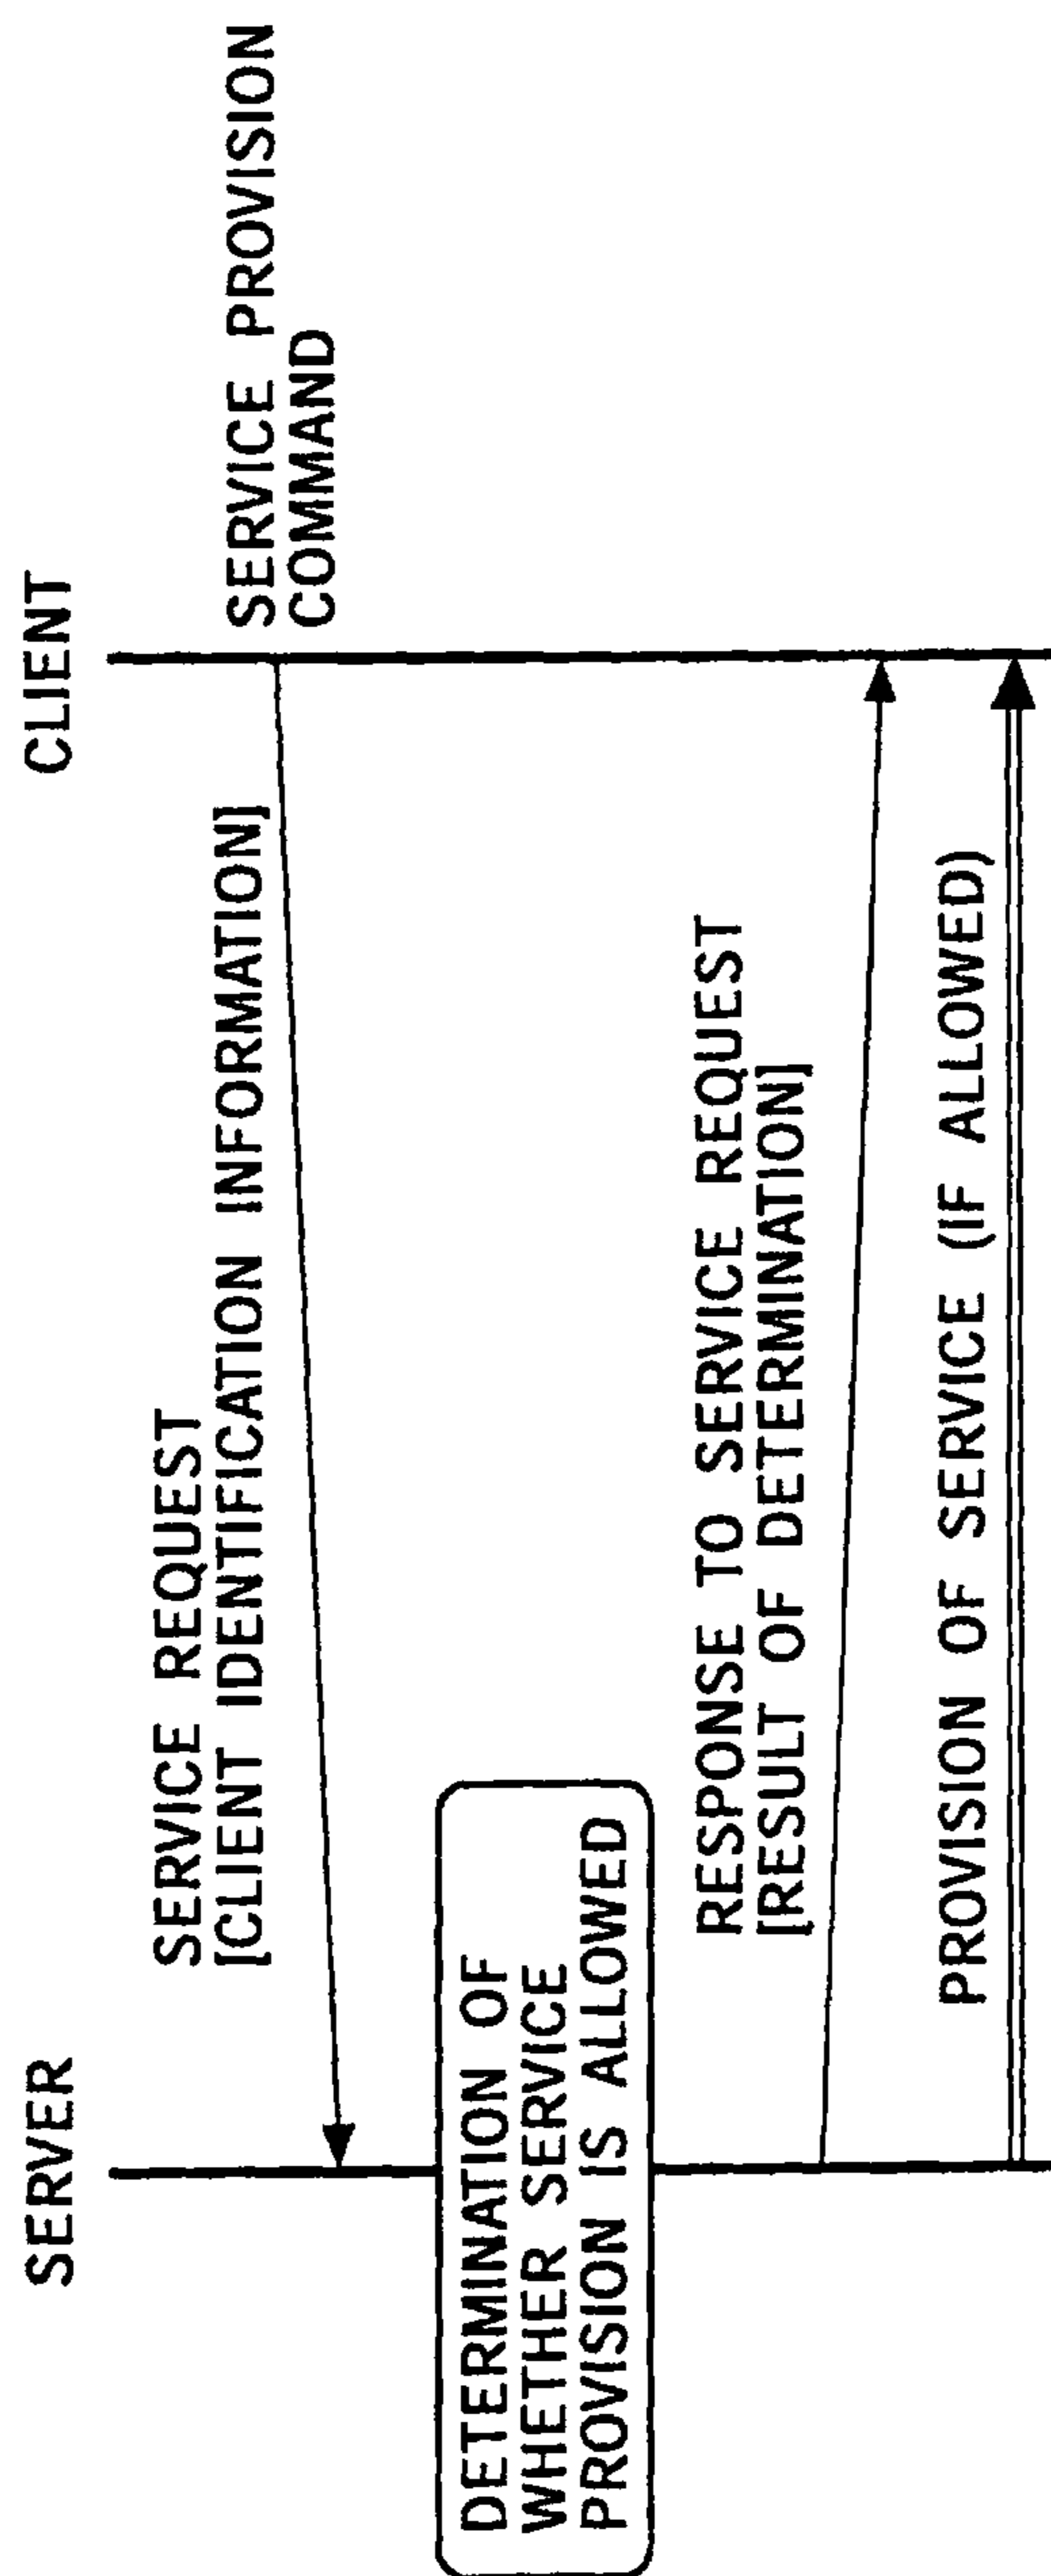 SERVER
CLIENT
SERVICE REQUEST
[CLIENT IDENTIFICATION INFORMATION]
SERVICE PROVISION
COMMAND
DETERMINATION OF
WHETHER SERVICE
PROVISION IS ALLOWED
RESPONSE TO SERVICE REQUEST
[RESULT OF DETERMINATION]
PROVISION OF SERVICE (IF ALLOWED)